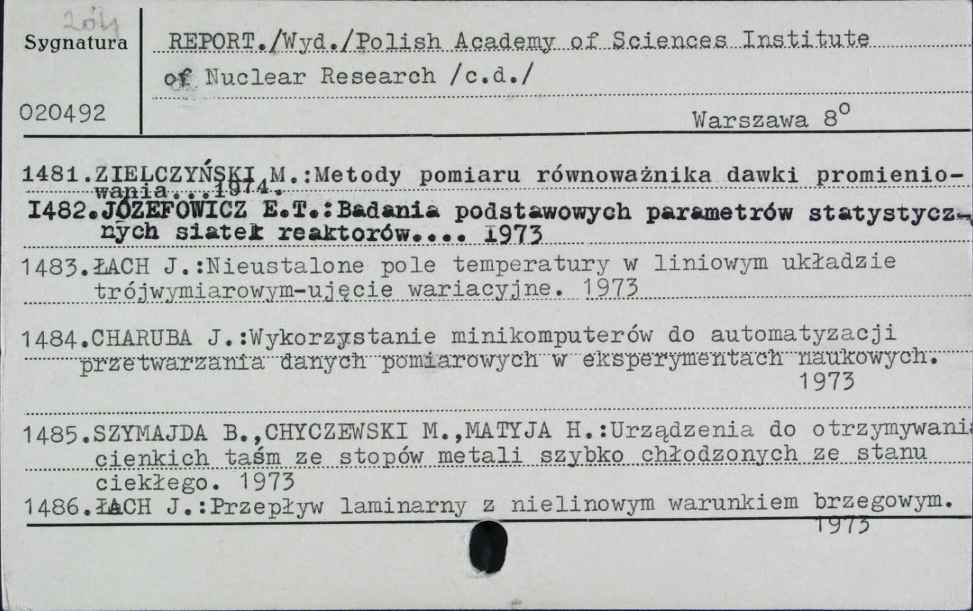 Sygnatura
REPORT./Wyd./Polish Academy of Sciences Institute
of Nuclear Research /c.d./
020492
Warszawa 8º
1481.ZIELCZYŃSKI M.:Metody pomiaru równoważnika dawki promienio-
wania...1974.
I482.JÓZEFOWICZ E.T.:Badania podstawowych parametrów statystycz-
nych siatek reaktorów.... 1973
1483.ŁACH J.:Nieustalone pole temperatury w liniowym układzie
trójwymiarowym-ujęcie wariacyjne. 1973
1484.CHARUBA J.:Wykorzystanie minikomputerów do automatyzacji
przetwarzania danych pomiarowych w eksperymentach naukowych.
1973
1485.SZYMAJDA B.,CHYCZEWSKI M.,MATYJA H.:Urządzenia do otrzymywania
cienkich taśm ze stopów metali szybko chłodzonych ze stanu
ciekłego. 1973
1486.ŁACH J.:Przepływ laminarny z nielinowym warunkiem brzegowym.
1973